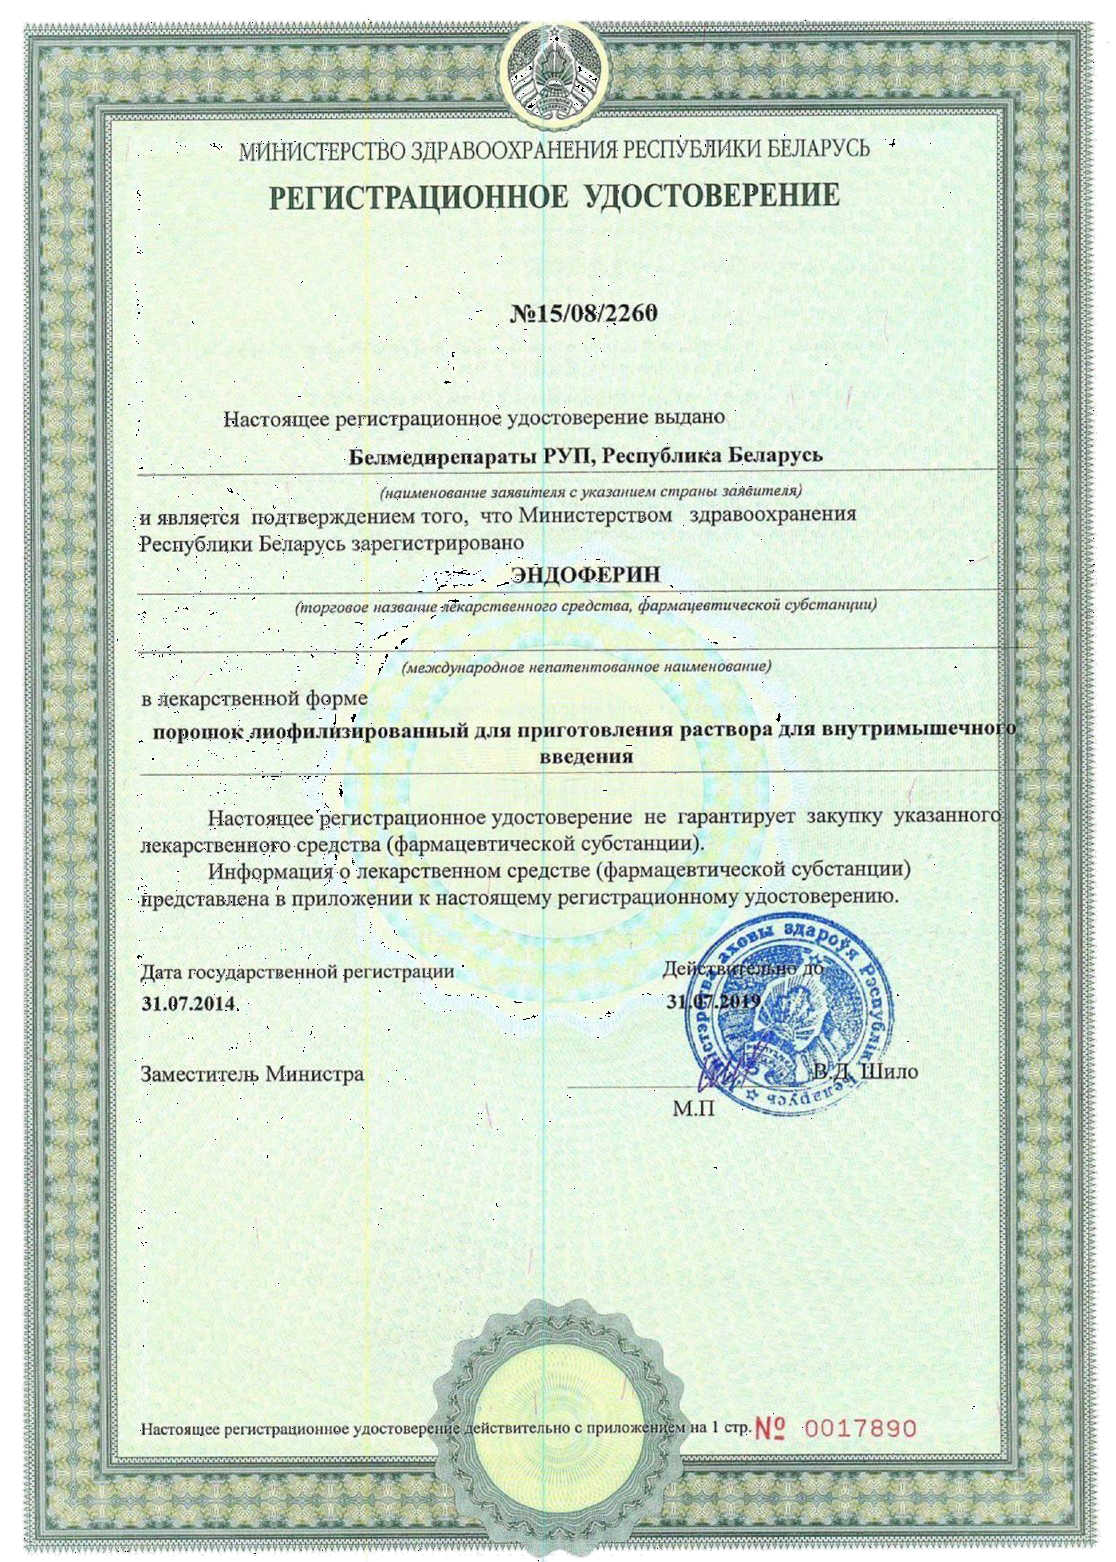 МИНИСТЕРСТВО ЗДРАВООХРАНЕНИЯ РЕСПУБЛИКИ БЕЛАРУСЬ
РЕГИСТРАЦИОННОЕ УДОСТОВЕРЕНИЕ
№15/08/2260
Настоящее регистрационное удостоверение выдано
Белмедпрепараты РУП, Республика Беларусь
(наименование заявителя с указанием страны заявителя)
и является подтверждением того, что Министерством здравоохранения
Республики Беларусь зарегистрировано
ЭНДОФЕРИН
(торговое название лекарственного средства, фармацевтической субстанции)
(международное непатентованное наименование)
в лекарственной форме
порошок лиофилизированный для приготовления раствора для внутримышечного
введения
Настоящее регистрационное удостоверение не гарантирует закупку указанного
лекарственного средства (фармацевтической субстанции).
Информация о лекарственном средстве (фармацевтической субстанции)
представлена в приложении к настоящему регистрационному удостоверению.
Дата государственной регистрации
31.07.2014
Действительно до
31.07.2019
Заместитель Министра
В.Д. Шило
М.П
Міністэрства аховы здароўя Рэспублікі Беларусь
Настоящее регистрационное удостоверение действительно с приложением на 1 стр. № 0017890